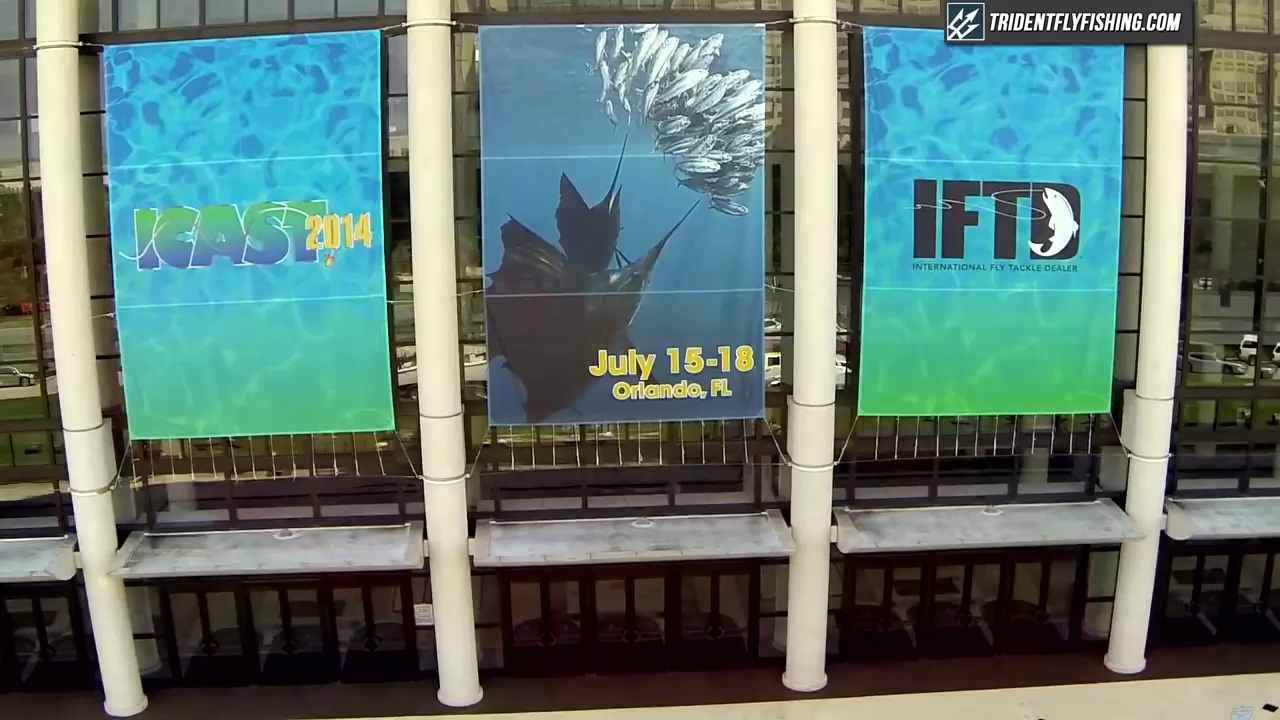 TRIDENTFLYFISHING.COM
ICAST 2014
July 15-18
Orlando, FL
IFTD
INTERNATIONAL FLY TACKLE DEALER